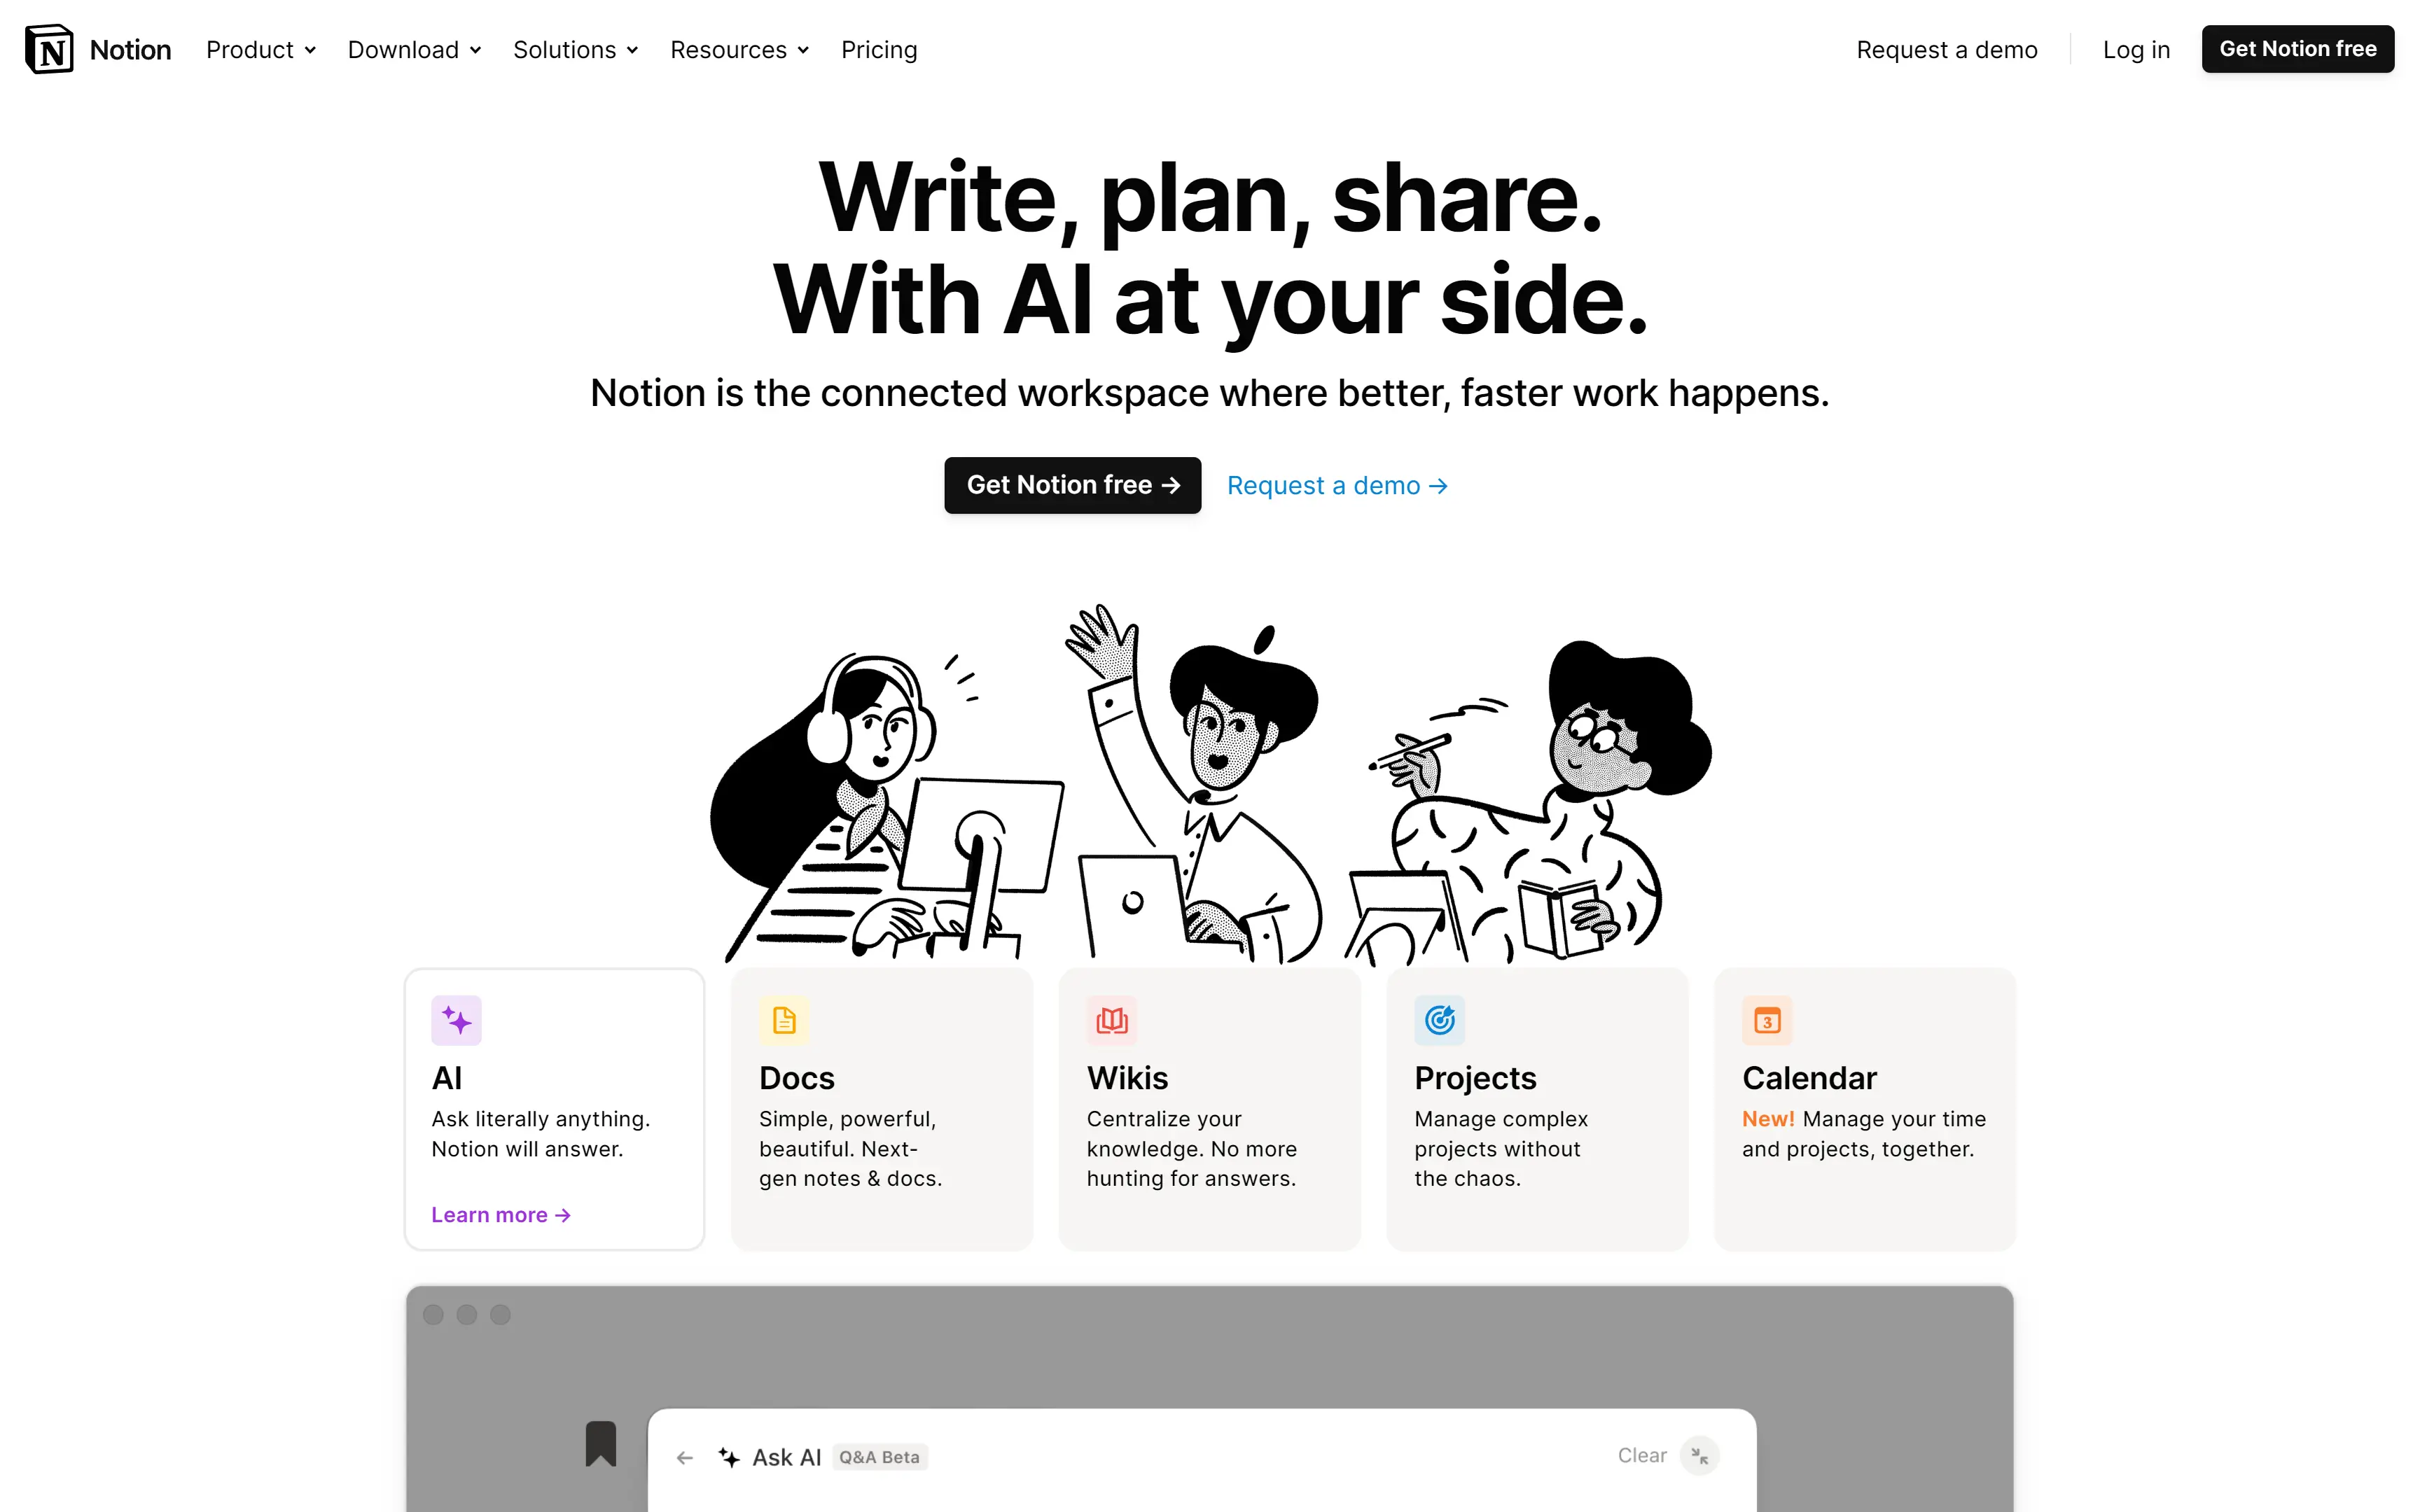 Notion
Product
Download
Solutions
Resources
Pricing
Request a demo
Log in
Get Notion free
Write, plan, share.
With AI at your side.
Notion is the connected workspace where better, faster work happens.
Get Notion free →
Request a demo →
AI
Ask literally anything.
Notion will answer.
Learn more →
Docs
Simple, powerful,
beautiful. Next-
gen notes & docs.
Wikis
Centralize your
knowledge. No more
hunting for answers.
Projects
Manage complex
projects without
the chaos.
3
Calendar
New! Manage your time
and projects, together.
← Ask AI Q&A Beta
Clear